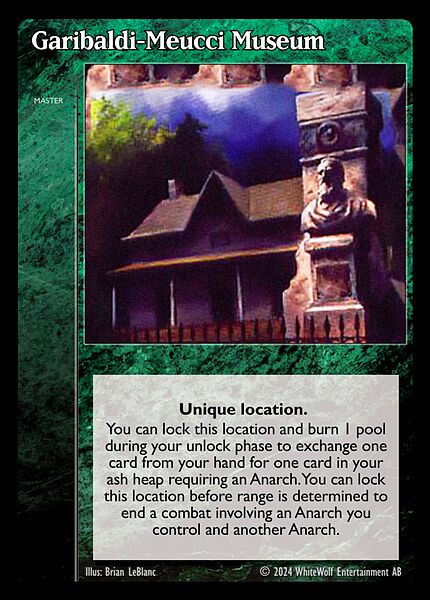 Garibaldi-Meucci Museum
MASTER
Unique location.
You can lock this location and burn 1 pool
during your unlock phase to exchange one
card from your hand for one card in your
ash heap requiring an Anarch.You can lock
this location before range is determined to
end a combat involving an Anarch you
control and another Anarch.
Illus: Brian LeBlanc
© 2024 WhiteWolf Entertainment AB